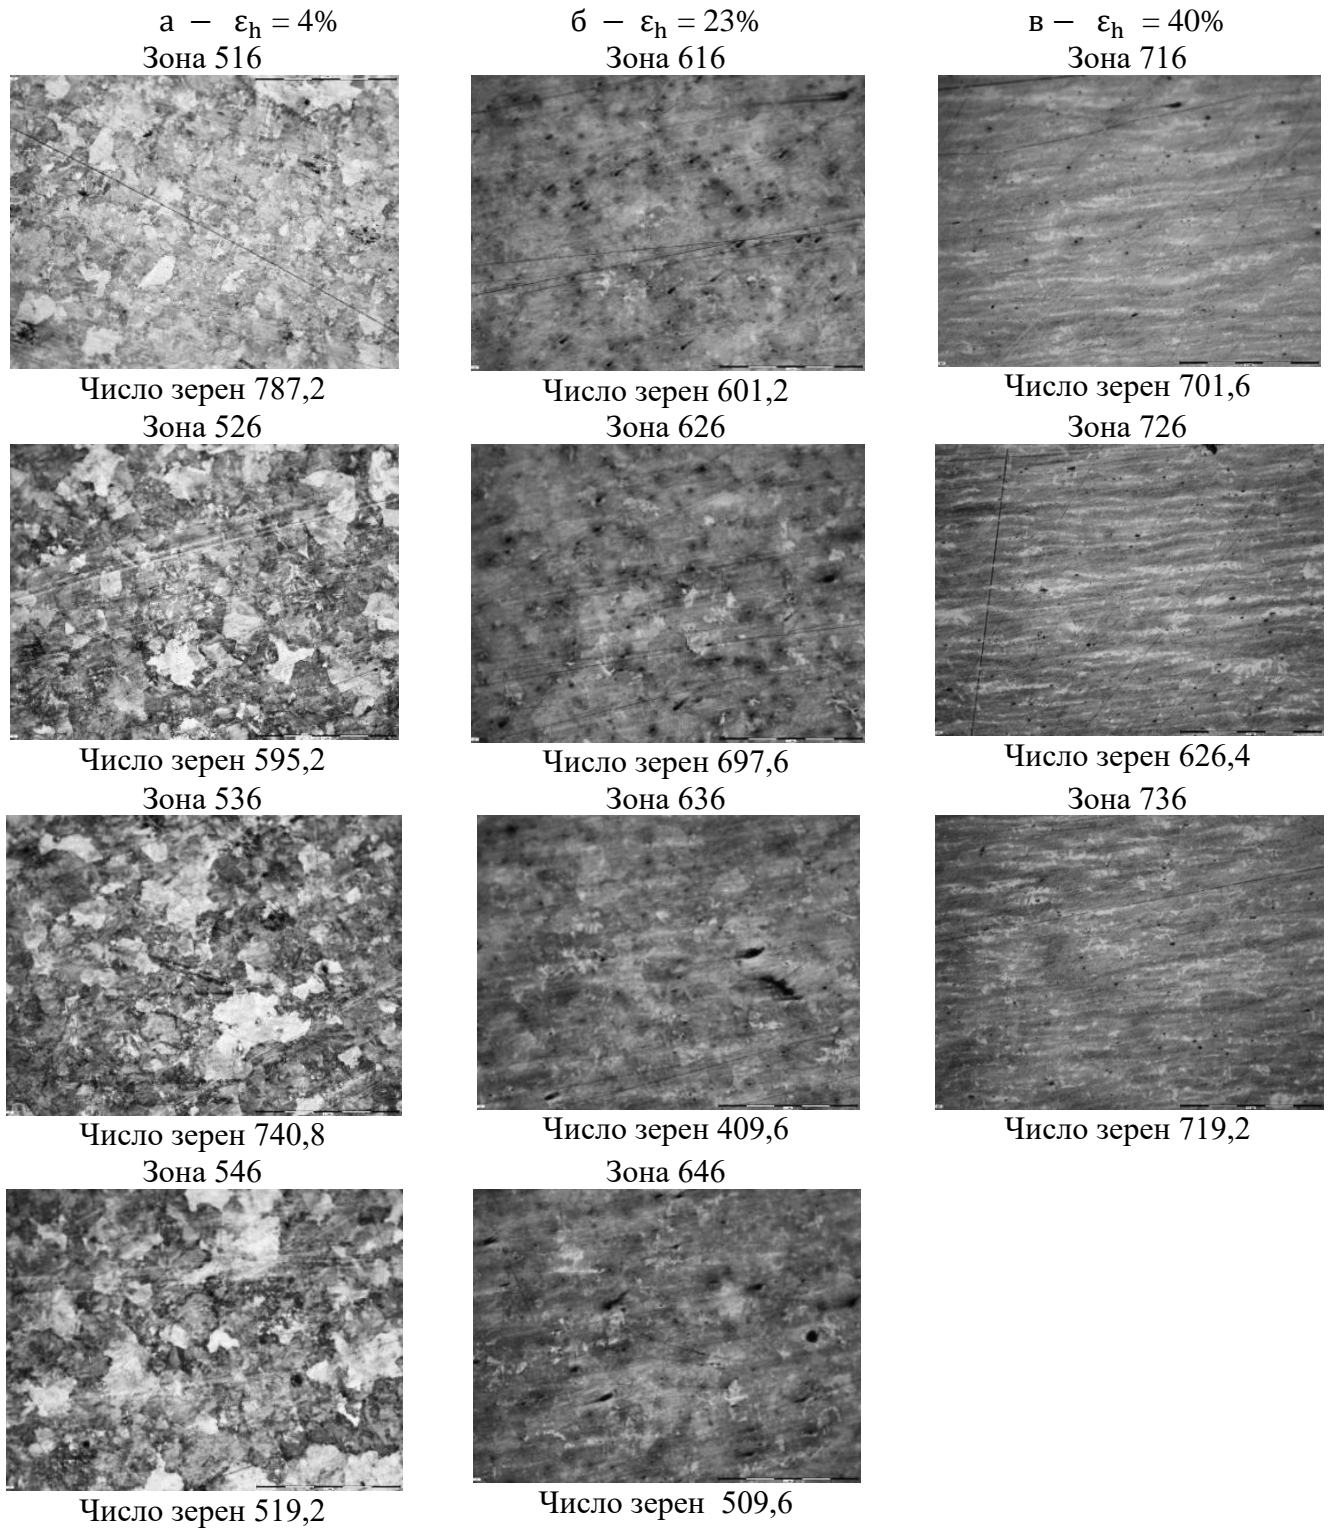 а − εh = 4%
б − εh = 23%
в − εh = 40%
Зона 516
Зона 616
Зона 716
Число зерен 787,2
Число зерен 601,2
Число зерен 701,6
Зона 526
Зона 626
Зона 726
Число зерен 595,2
Число зерен 697,6
Число зерен 626,4
Зона 536
Зона 636
Зона 736
Число зерен 740,8
Число зерен 409,6
Число зерен 719,2
Зона 546
Зона 646
Число зерен 519,2
Число зерен 509,6